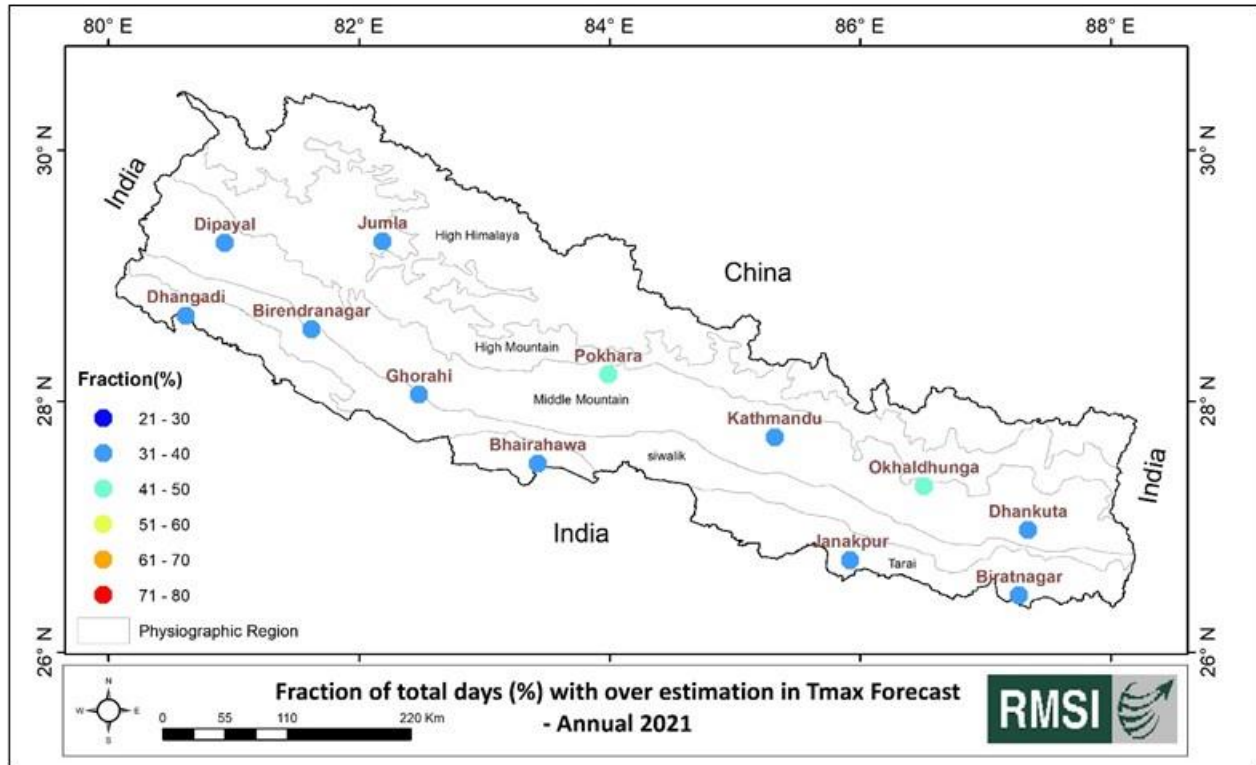 80° E
82° E
84° E
86° E
88° E
30° N
30° N
India
Dipayal
Jumla
High Himalaya
China
Dhangadi
Birendranagar
High Mountain
Pokhara
Fraction(%)
Ghorahi
Middle Mountain
28° N
28° N
21 - 30
Kathmandu
31 - 40
Bhairahawa
siwalik
Okhaldhunga
India
41 - 50
Dhankuta
51 - 60
India
Janakpur
Tarai
61 - 70
Biratnagar
71 - 80
Physiographic Region
26° N
26° N
N
W
E
S
0
55
110
220 Km
Fraction of total days (%) with over estimation in Tmax Forecast
- Annual 2021
RMSI